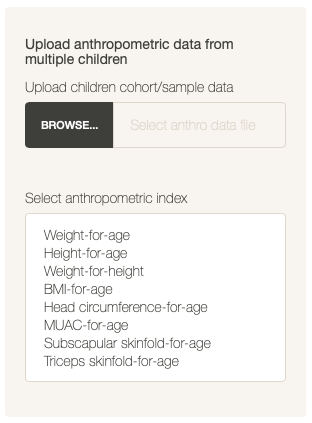 Upload anthropometric data from
multiple children
Upload children cohort/sample data
BROWSE...
Select anthro data file
Select anthropometric index
Weight-for-age
Height-for-age
Weight-for-height
BMI-for-age
Head circumference-for-age
MUAC-for-age
Subscapular skinfold-for-age
Triceps skinfold-for-age